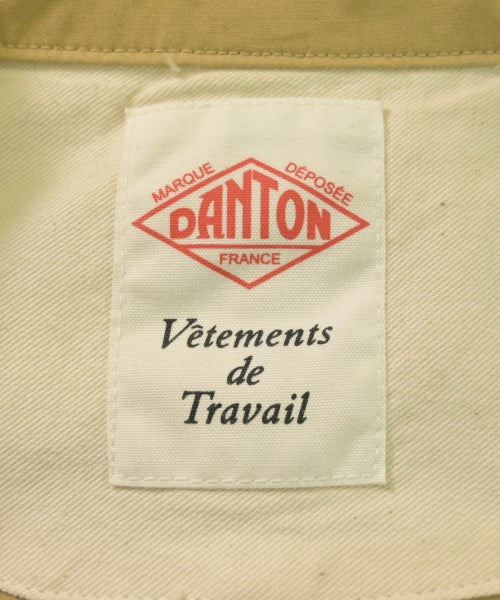 MARQUE DÉPOSÉE
DANTON
FRANCE
Vêtements
de
Travail